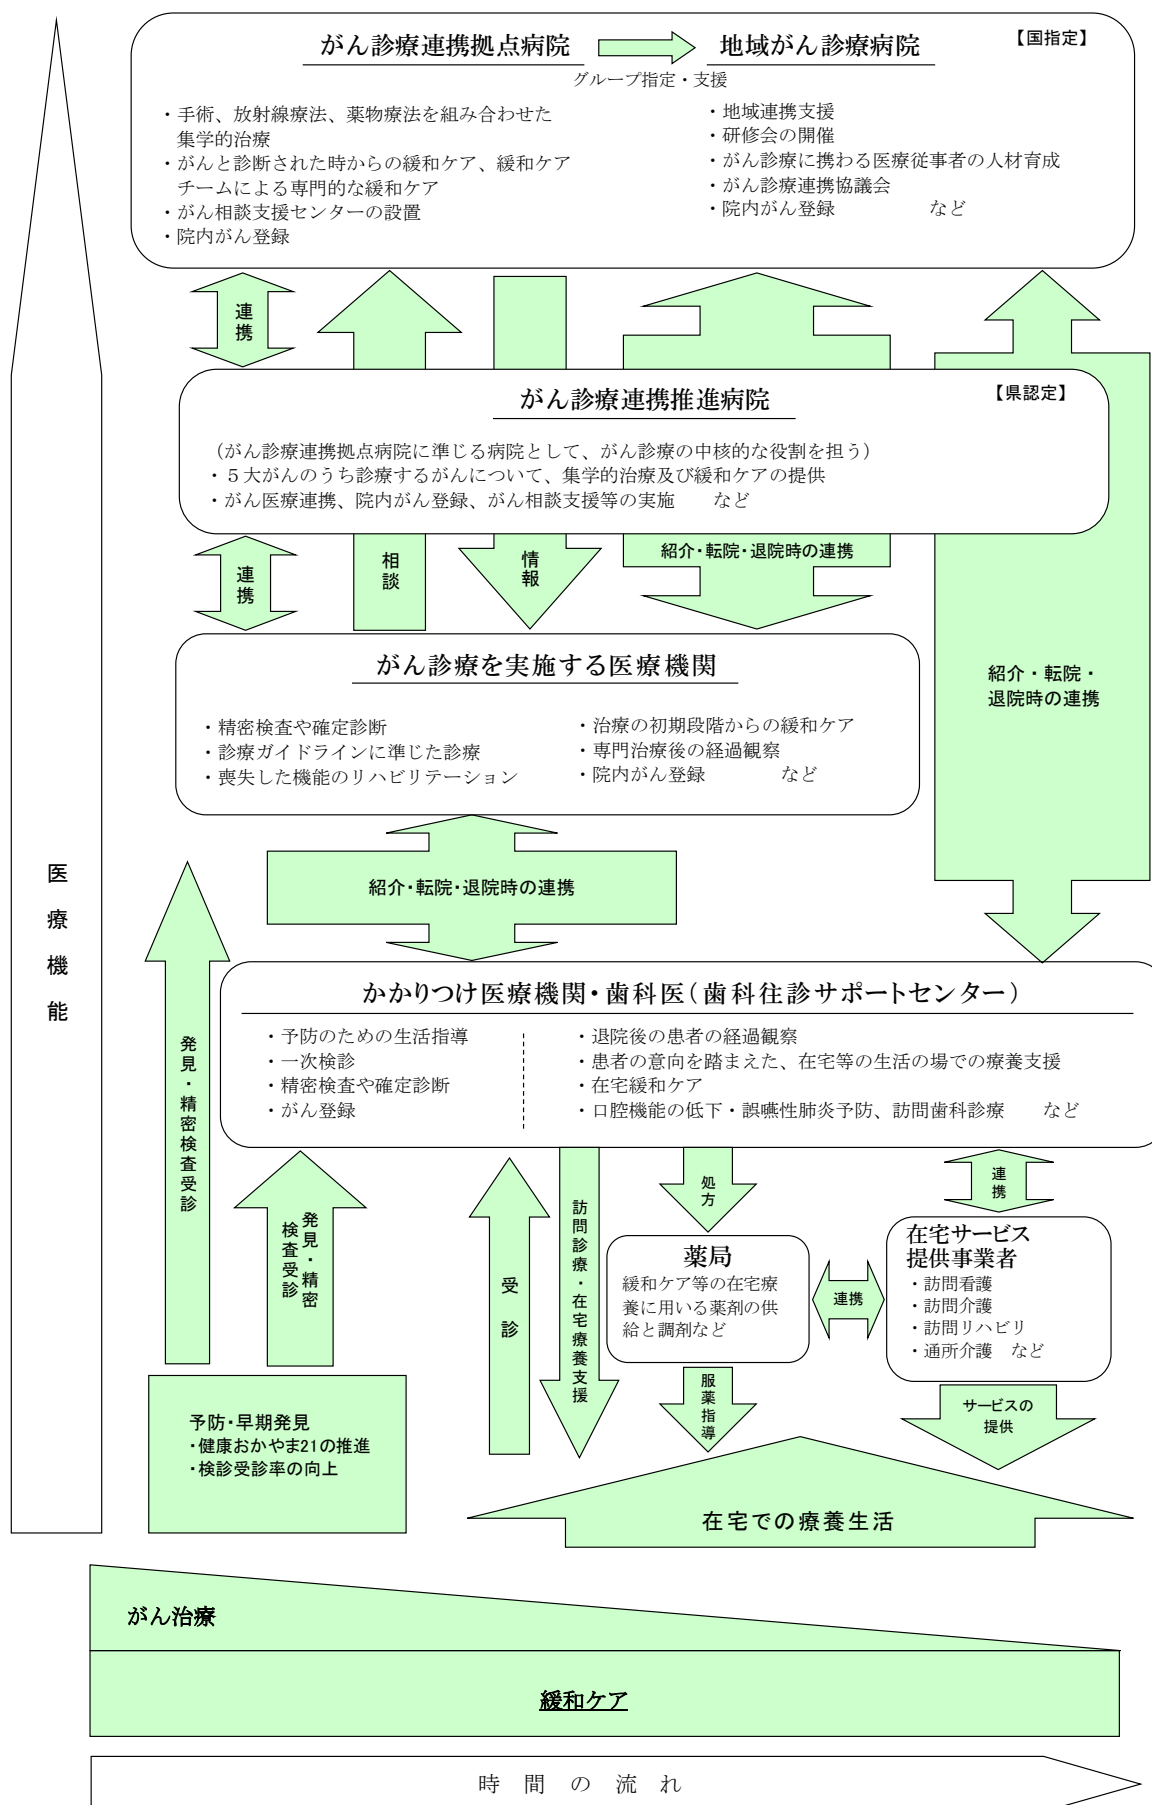 がん診療連携拠点病院
地域がん診療病院
【国指定】
グループ指定・支援
・手術、放射線療法、薬物療法を組み合わせた
集学的治療
・がんと診断された時からの緩和ケア、緩和ケア
チームによる専門的な緩和ケア
・がん相談支援センターの設置
・院内がん登録
・地域連携支援
・研修会の開催
・がん診療に携わる医療従事者の人材育成
・がん診療連携協議会
・院内がん登録 など
連携
がん診療連携推進病院
【県認定】
(がん診療連携拠点病院に準じる病院として、がん診療の中核的な役割を担う)
・５大がんのうち診療するがんについて、集学的治療及び緩和ケアの提供
・がん医療連携、院内がん登録、がん相談支援等の実施 など
連携
相談
情報
紹介・転院・退院時の連携
紹介・転院・
退院時の連携
がん診療を実施する医療機関
・精密検査や確定診断
・診療ガイドラインに準じた診療
・喪失した機能のリハビリテーション
・治療の初期段階からの緩和ケア
・専門治療後の経過観察
・院内がん登録 など
紹介・転院・退院時の連携
医療機能
かかりつけ医療機関・歯科医（歯科往診サポートセンター）
・予防のための生活指導
・一次検診
・精密検査や確定診断
・がん登録
・退院後の患者の経過観察
・患者の意向を踏まえた、在宅等の生活の場での療養支援
・在宅緩和ケア
・口腔機能の低下・誤嚥性肺炎予防、訪問歯科診療 など
発見・精密検査受診
発見・精密
検査受診
受診
訪問診療・在宅療養支援
処方
連携
薬局
緩和ケア等の在宅療
養に用いる薬剤の供
給と調剤など
連携
在宅サービス
提供事業者
・訪問看護
・訪問介護
・訪問リハビリ
・通所介護 など
服薬指導
サービスの
提供
予防・早期発見
・健康おかやま21の推進
・検診受診率の向上
在宅での療養生活
がん治療
緩和ケア
時間の流れ